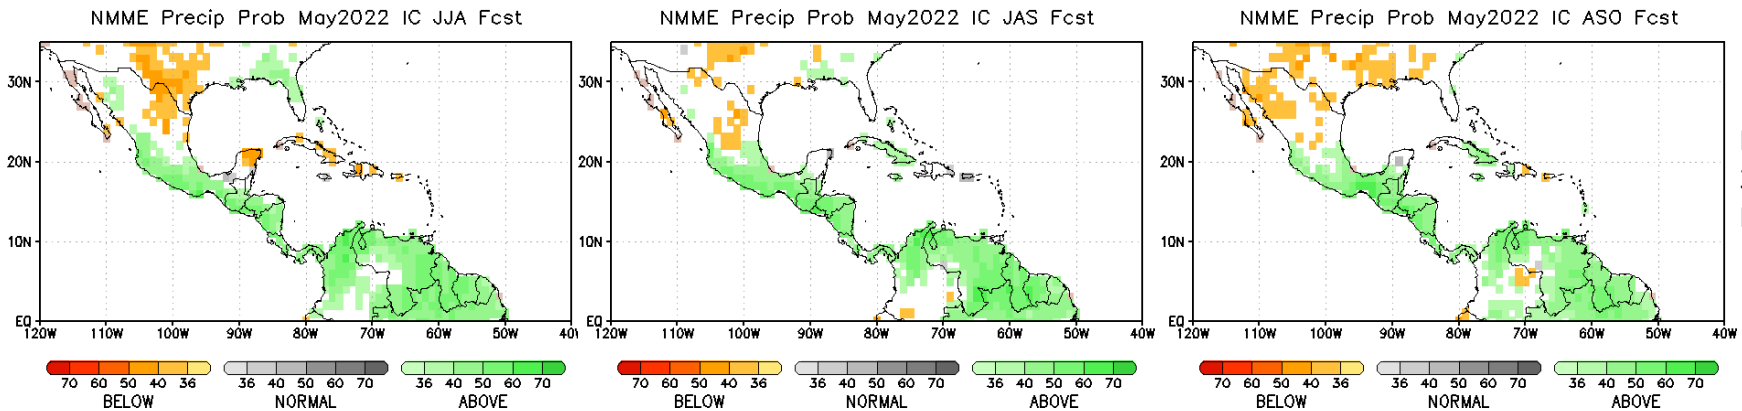 NMME Precip Prob May2022 IC JJA Fcst
30N
20N
10N
EQ
120W 110W 100W 90W 80W 70W 60W 50W 40
70 60 50 40 36
BELOW
36 40 50 60 70
NORMAL
36 40 50 60 70
ABOVE
NMME Precip Prob May2022 IC JAS Fcst
30N
20N
10N
EQ
120W 110W 100W 90W 80W 70W 60W 50W 40W
70 60 50 40 36
BELOW
36 40 50 60 70
NORMAL
36 40 50 60 70
ABOVE
NMME Precip Prob May2022 IC ASO Fcst
30N
20N
10N
EQ
120W 110W 100W 90W 80W 70W 60W 50W 40W
70 60 50 40 36
BELOW
36 40 50 60 70
NORMAL
36 40 50 60 70
ABOVE